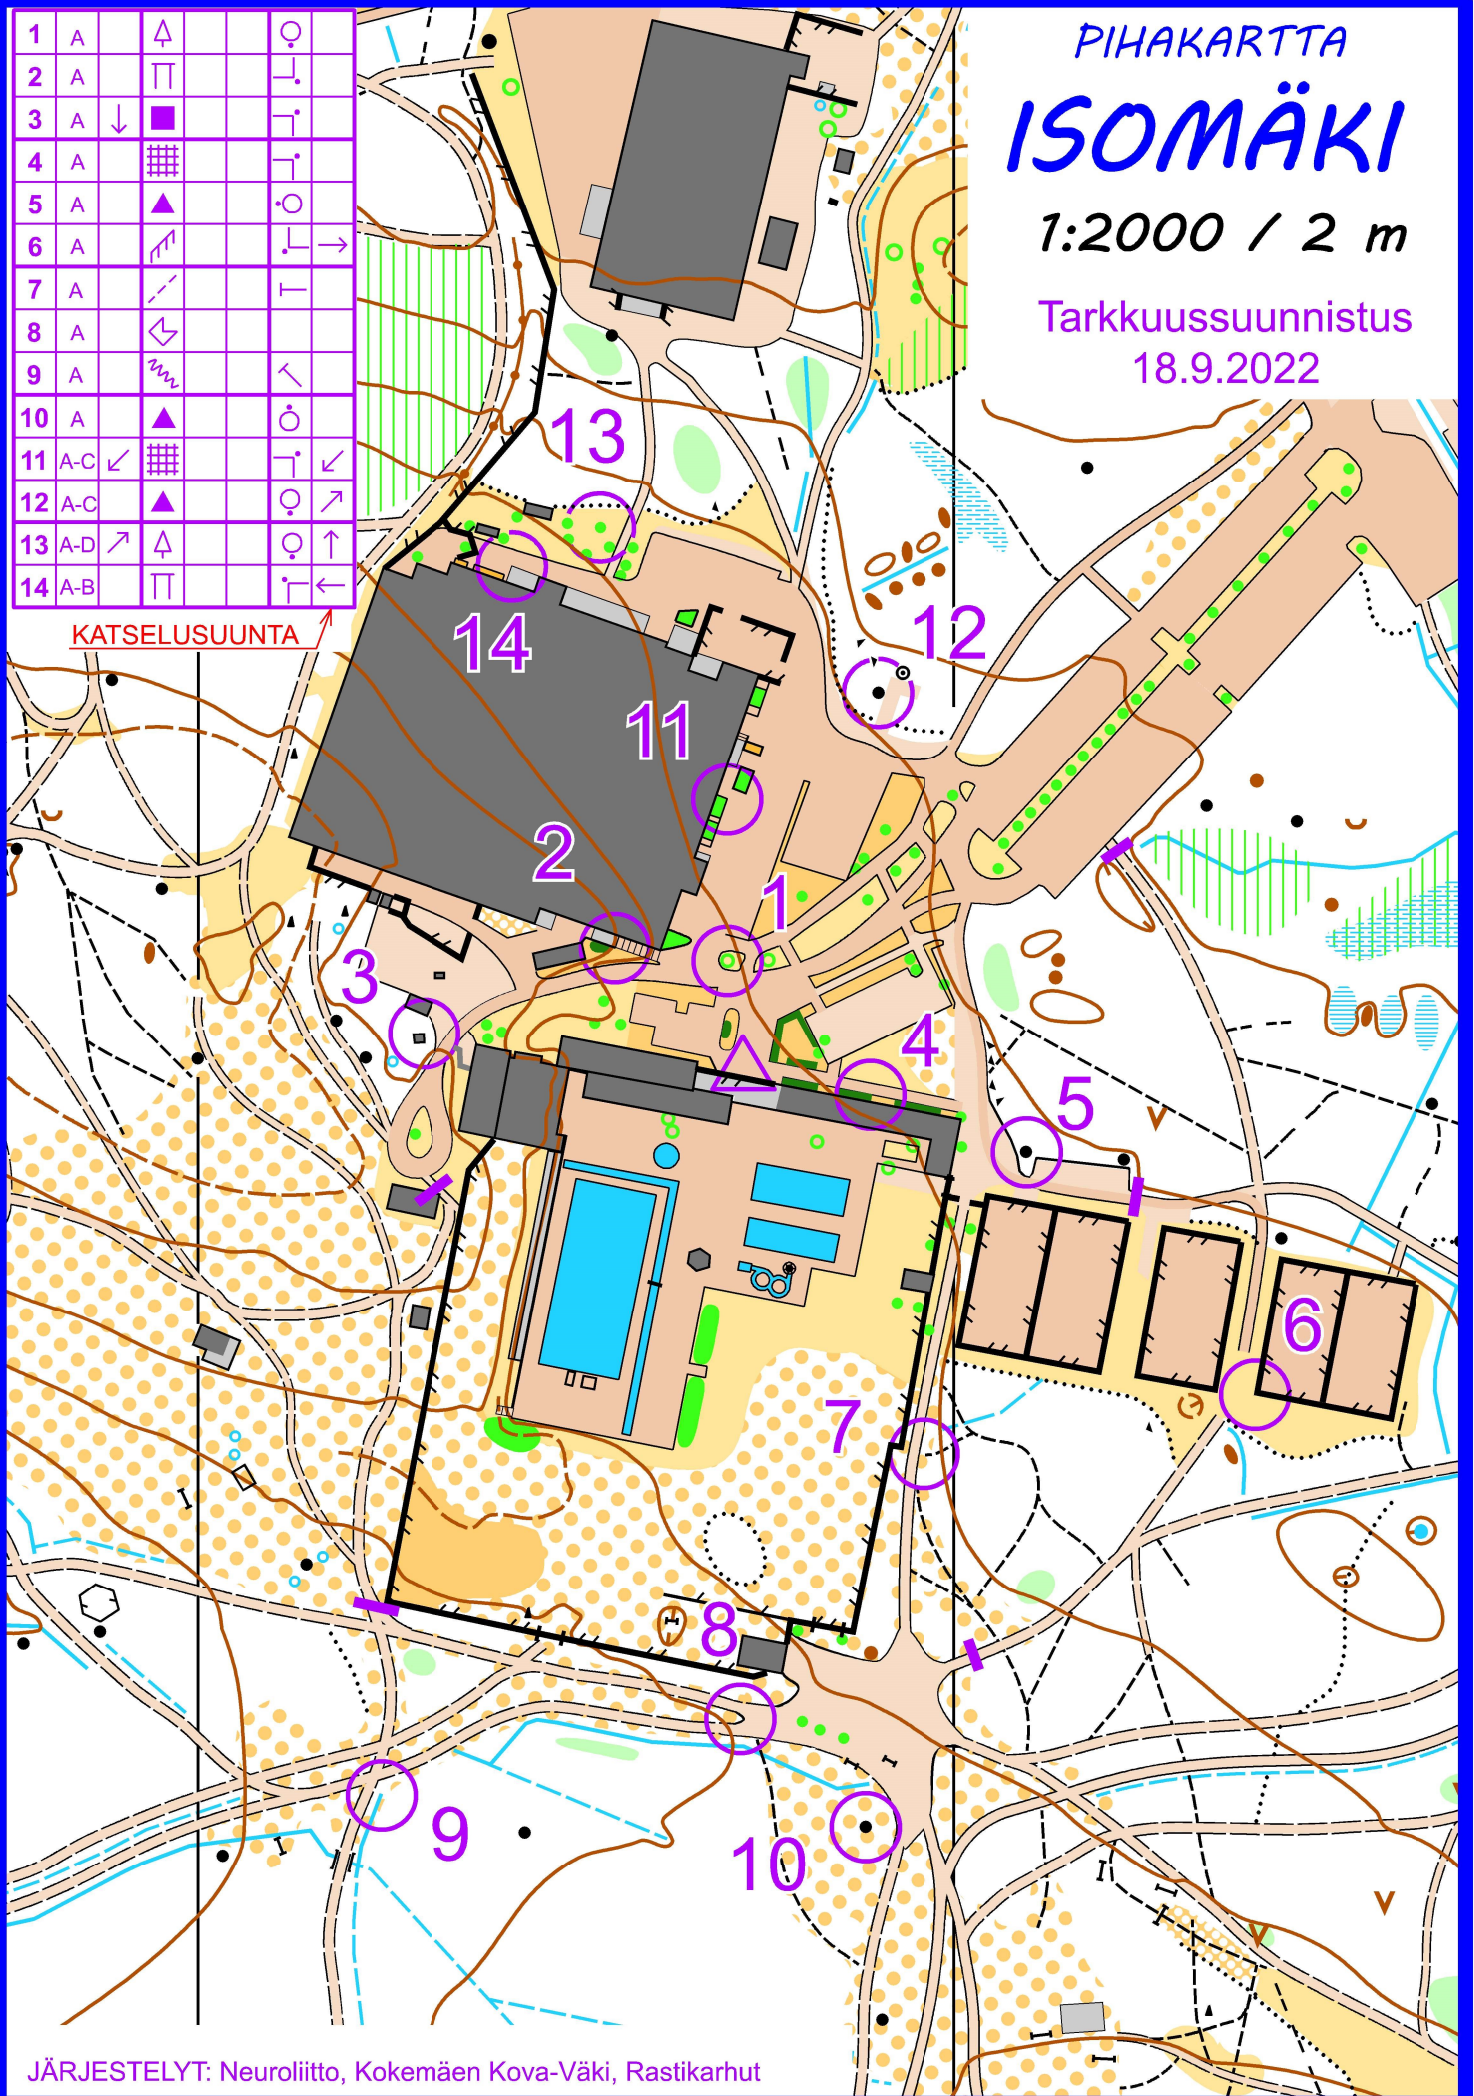 1 A
2 A
3 A
4 A
5 A
6 A
7 A
8 A
9 A
10 A
11 A-C
12 A-C
13 A-D
14 A-B
KATSELUSUUNTA
PIHAKARTTA
ISOMÄKI
1:2000 / 2 m
Tarkkuussuunnistus
18.9.2022
13
12
14
11
2
1
3
4
5
6
7
8
9
10
JÄRJESTELYT: Neuroliitto, Kokemäen Kova-Väki, Rastikarhut